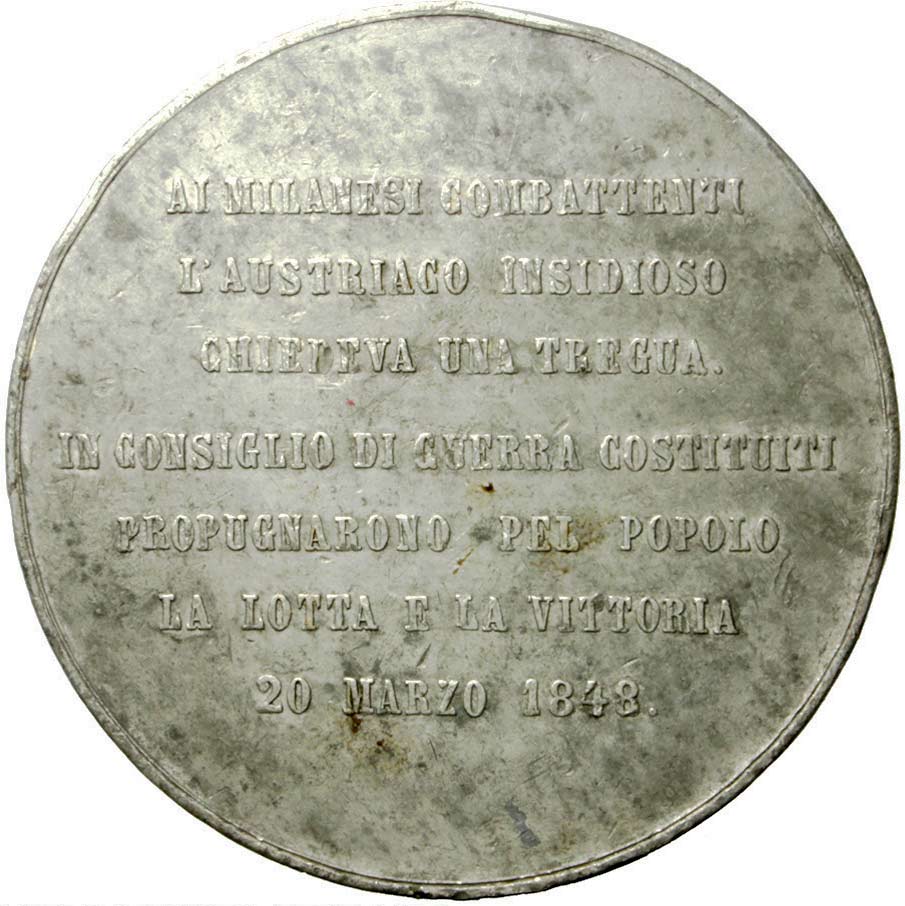 AI MILANESI COMBATTENTI
L'AUSTRIACO INSIDIOSO
CHIEDEVA UNA TREGUA.
IN CONSIGLIO DI GUERRA COSTITUITI
PROPUGNARONO PEL POPOLO
LA LOTTA E LA VITTORIA
20 MARZO 1848.